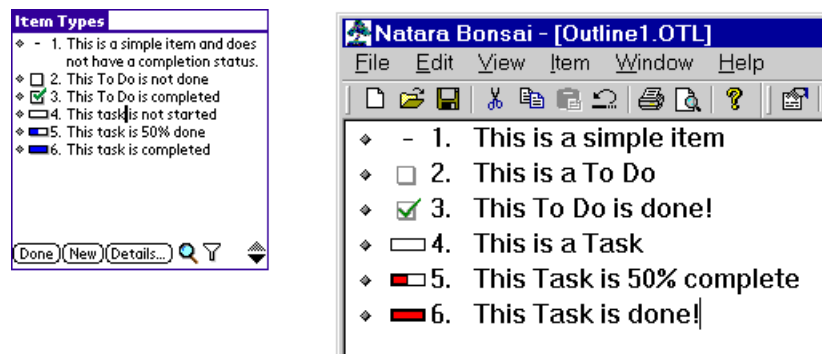 Item Types
- 1. This is a simple item and does
not have a completion status.
2. This To Do is not done
3. This To Do is completed
4. This task is not started
5. This task is 50% done
6. This task is completed
Done New Details...
Natara Bonsai - [Outline1.OTL]
File Edit View Item Window Help
- 1. This is a simple item
2. This is a To Do
3. This To Do is done!
4. This is a Task
5. This Task is 50% complete
6. This Task is done!